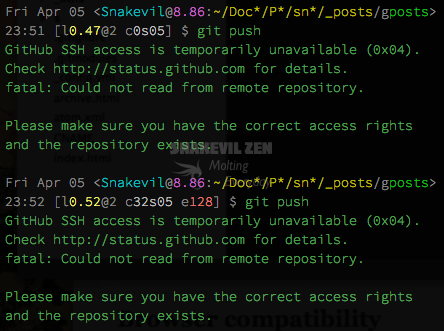 Fri Apr 05 <Snakevil@8.86:~/Doc*/P*/sn*/_posts/gposts>
23:51 [l0.47@2 c0s05] $ git push
GitHub SSH access is temporarily unavailable (0x04).
Check http://status.github.com for details.
fatal: Could not read from remote repository.
Please make sure you have the correct access rights
and the repository exists.
SNAKEVIL ZEN
Molting
Fri Apr 05 <Snakevil@8.86:~/Doc*/P*/sn*/_posts/gposts>
23:52 [l0.52@2 c32s05 e128] $ git push
GitHub SSH access is temporarily unavailable (0x04).
Check http://status.github.com for details.
fatal: Could not read from remote repository.
Please make sure you have the correct access rights
and the repository exists.
Browser compatibility